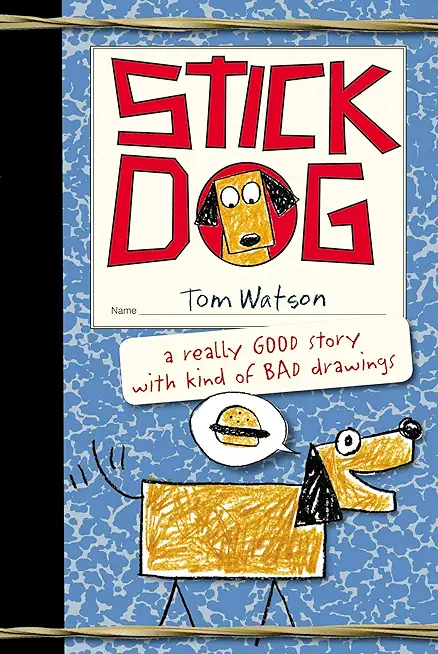 STICK
DOG
Name Tom Watson
a really GOOD story
with kind of BAD drawings